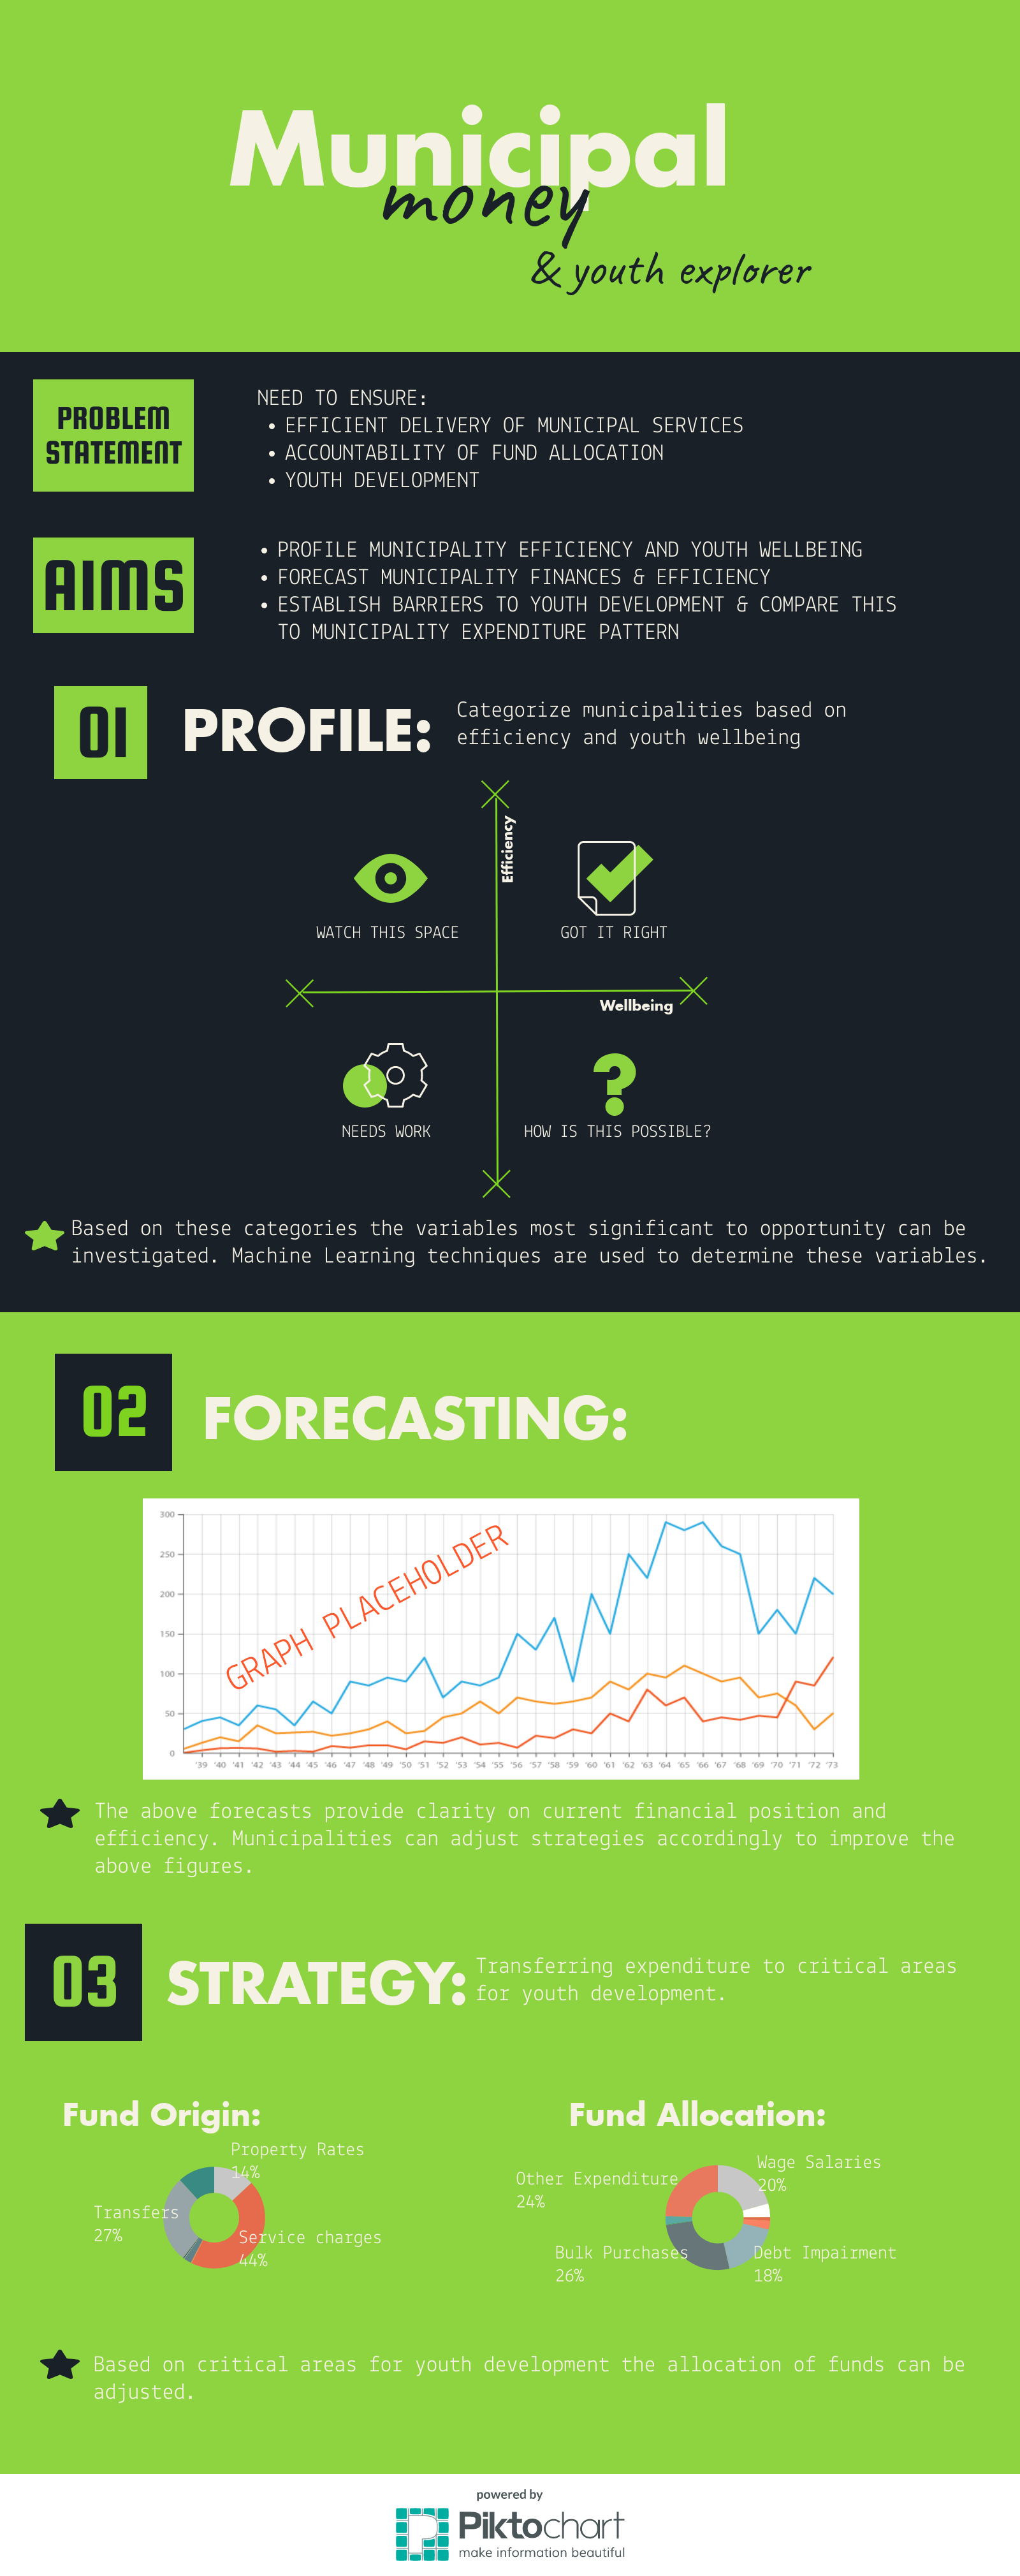 Municipal
money
& youth explorer
PROBLEM
STATEMENT
NEED TO ENSURE:
• EFFICIENT DELIVERY OF MUNICIPAL SERVICES
• ACCOUNTABILITY OF FUND ALLOCATION
• YOUTH DEVELOPMENT
AIMS
• PROFILE MUNICIPALITY EFFICIENCY AND YOUTH WELLBEING
• FORECAST MUNICIPALITY FINANCES & EFFICIENCY
• ESTABLISH BARRIERS TO YOUTH DEVELOPMENT & COMPARE THIS
TO MUNICIPALITY EXPENDITURE PATTERN
01
PROFILE:
Categorize municipalities based on
efficiency and youth wellbeing
Efficiency
WATCH THIS SPACE
GOT IT RIGHT
Wellbeing
NEEDS WORK
HOW IS THIS POSSIBLE?
Based on these categories the variables most significant to opportunity can be
investigated. Machine Learning techniques are used to determine these variables.
02
FORECASTING:
GRAPH PLACEHOLDER
300
250
200
150
100
50
0
'39 '40 '41 '42 '43 '44 '45 '46 '47 '48 '49 '50 '51 '52 '53 '54 '55 '56 '57 '58 '59 '60 '61 '62 '63 '64 '65 '66 '67 '68 '69 '70 '71 '72 '73
The above forecasts provide clarity on current financial position and
efficiency. Municipalities can adjust strategies accordingly to improve the
above figures.
03
STRATEGY:
Transferring expenditure to critical areas
for youth development.
Fund Origin:
Property Rates
14%
Transfers
27%
Service charges
44%
Fund Allocation:
Wage Salaries
20%
Other Expenditure
24%
Bulk Purchases
26%
Debt Impairment
18%
Based on critical areas for youth development the allocation of funds can be
adjusted.
powered by
Piktochart
make information beautiful